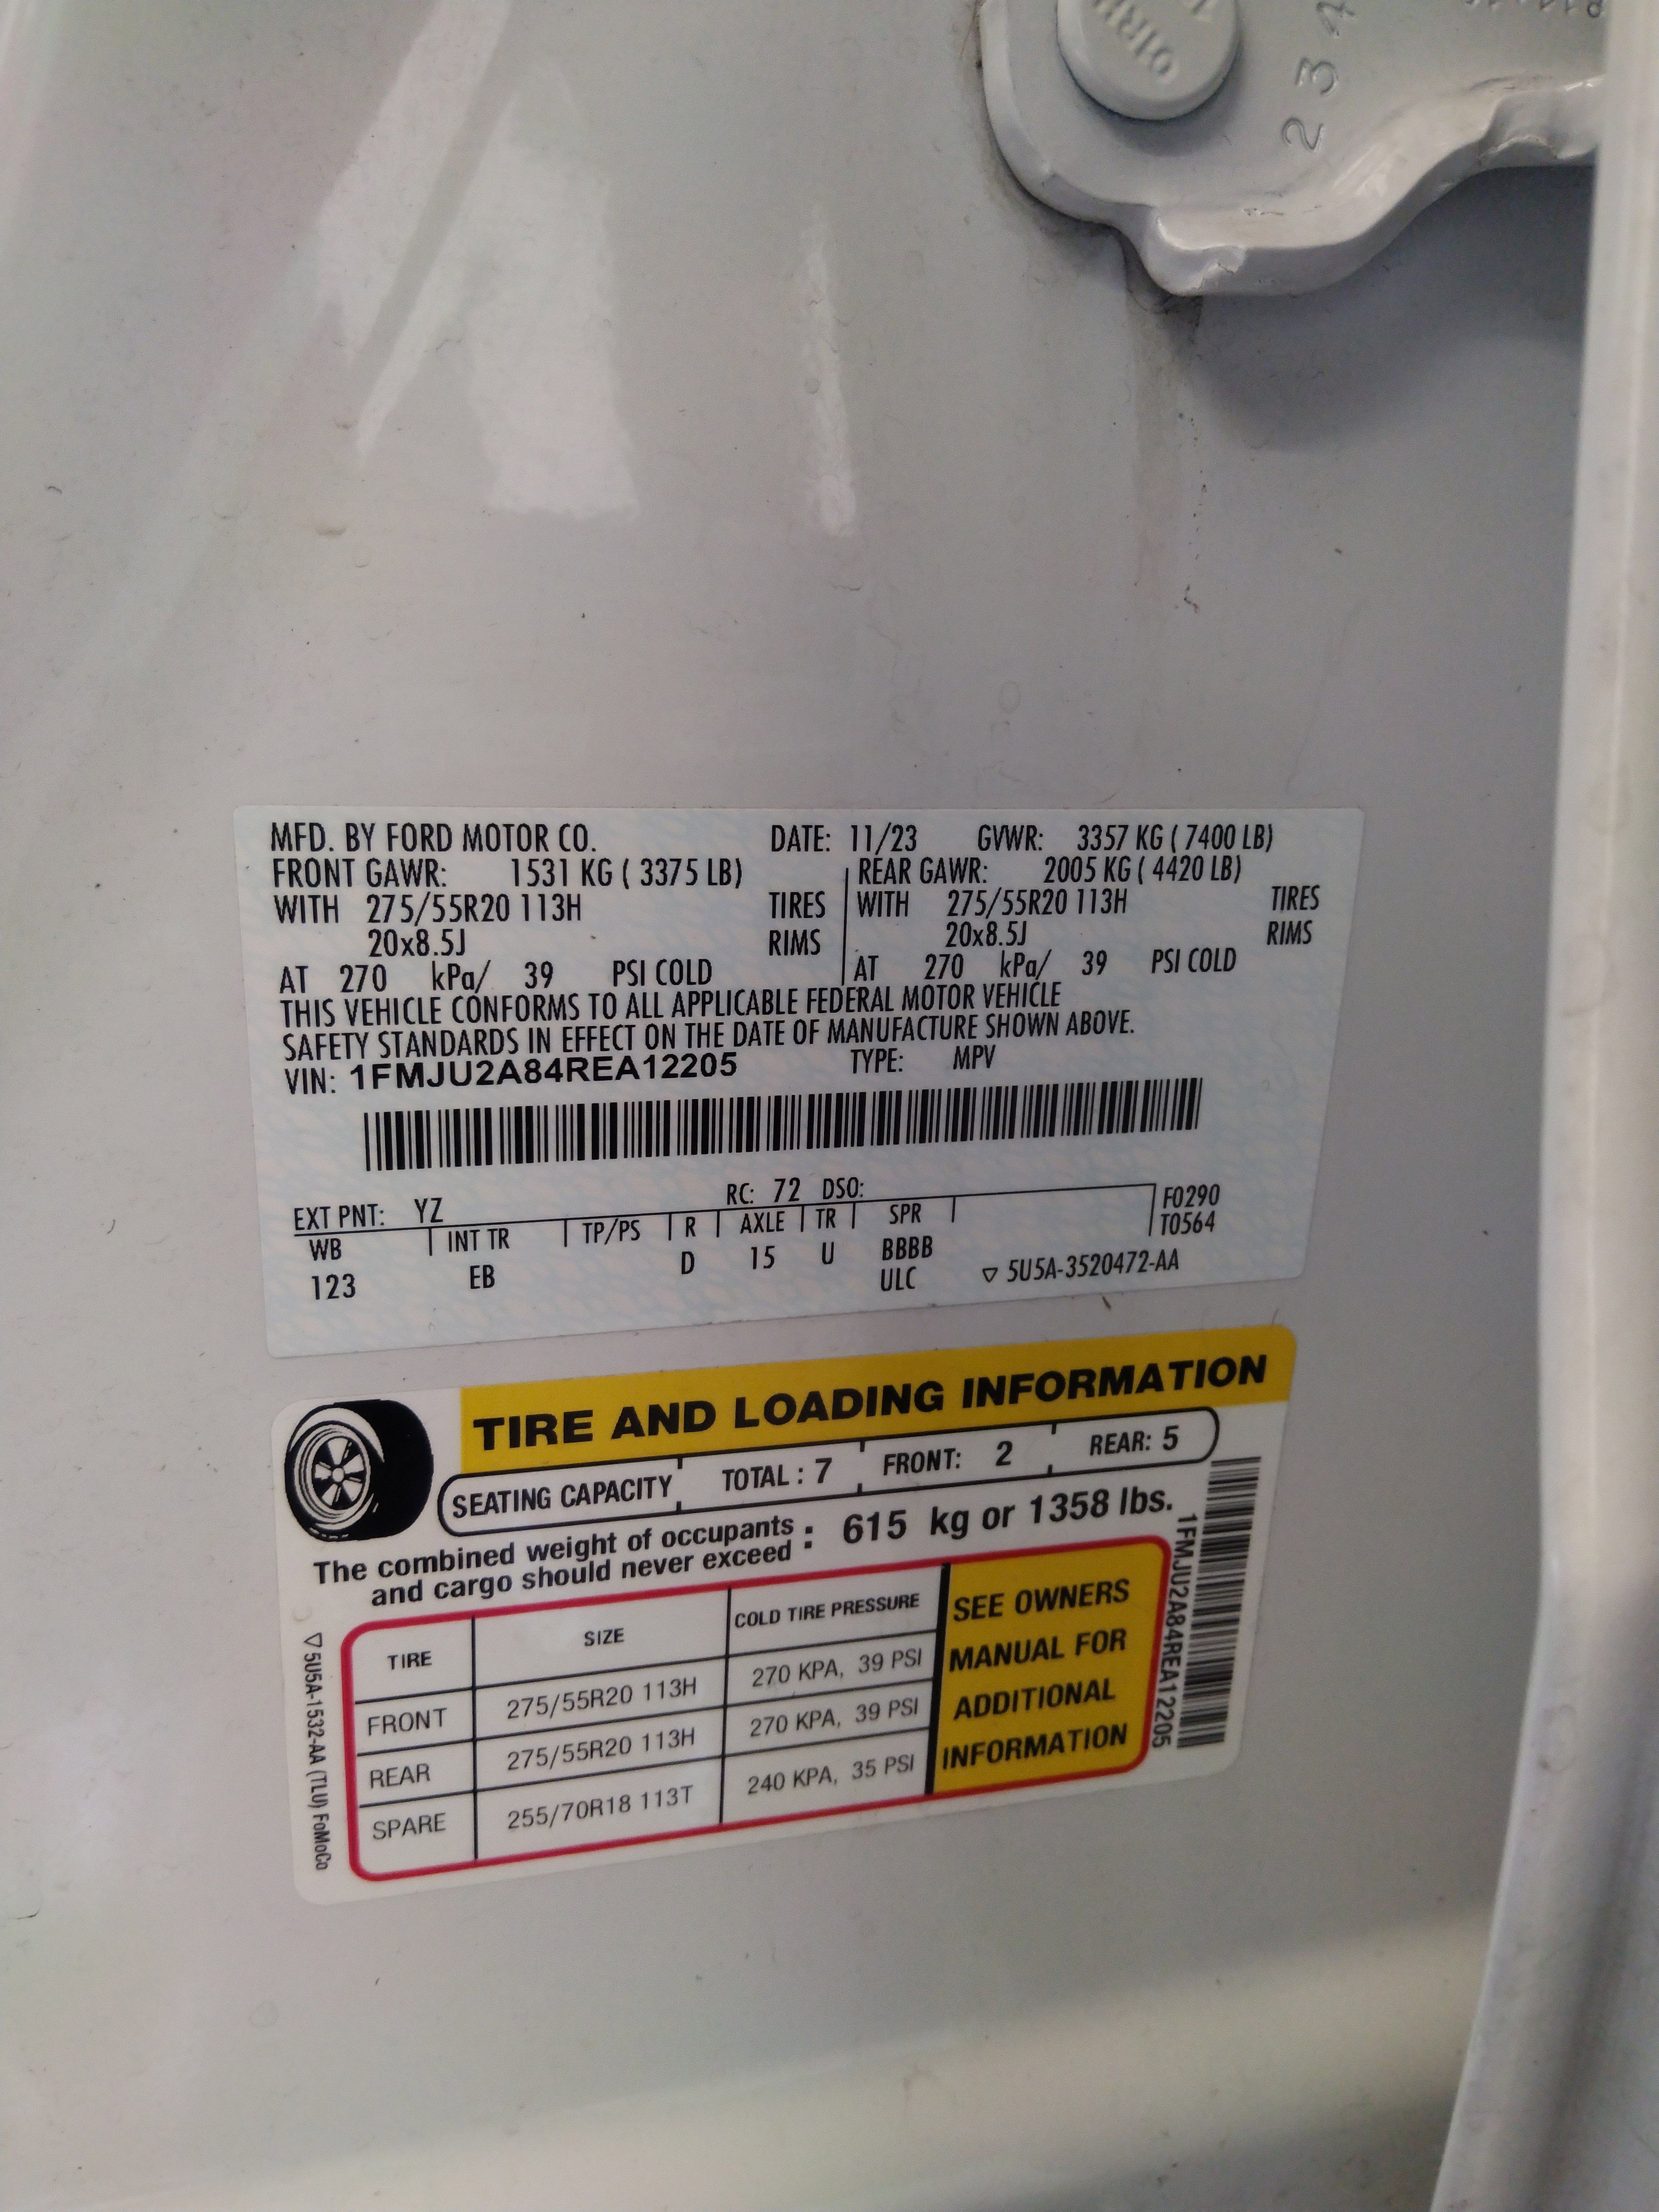 2 3 4
MFD. BY FORD MOTOR CO. DATE: 11/23 GVWR: 3357 KG ( 7400 LB)
FRONT GAWR: 1531 KG ( 3375 LB) REAR GAWR: 2005 KG ( 4420 LB)
WITH 275/55R20 113H TIRES WITH 275/55R20 113H TIRES
20x8.5J RIMS 20x8.5J RIMS
AT 270 kPa/ 39 PSI COLD AT 270 kPa/ 39 PSI COLD
THIS VEHICLE CONFORMS TO ALL APPLICABLE FEDERAL MOTOR VEHICLE
SAFETY STANDARDS IN EFFECT ON THE DATE OF MANUFACTURE SHOWN ABOVE.
VIN: 1FMJU2A84REA12205 TYPE: MPV
EXT PNT: YZ RC: 72 DSO: F0290
WB INT TR TP/PS R AXLE TR SPR T0564
123 EB D 15 U BBBB
ULC ▽ 5U5A-3520472-AA
TIRE AND LOADING INFORMATION
SEATING CAPACITY TOTAL : 7 FRONT: 2 REAR: 5
The combined weight of occupants
and cargo should never exceed : 615 kg or 1358 lbs.
TIRE SIZE COLD TIRE PRESSURE
FRONT 275/55R20 113H 270 KPA, 39 PSI
REAR 275/55R20 113H 270 KPA, 39 PSI
SPARE 255/70R18 113T 240 KPA, 35 PSI
SEE OWNERS
MANUAL FOR
ADDITIONAL
INFORMATION
1FMJU2A84REA12205
▽ 5U5A-1532-AA (TLU) FoMoCo